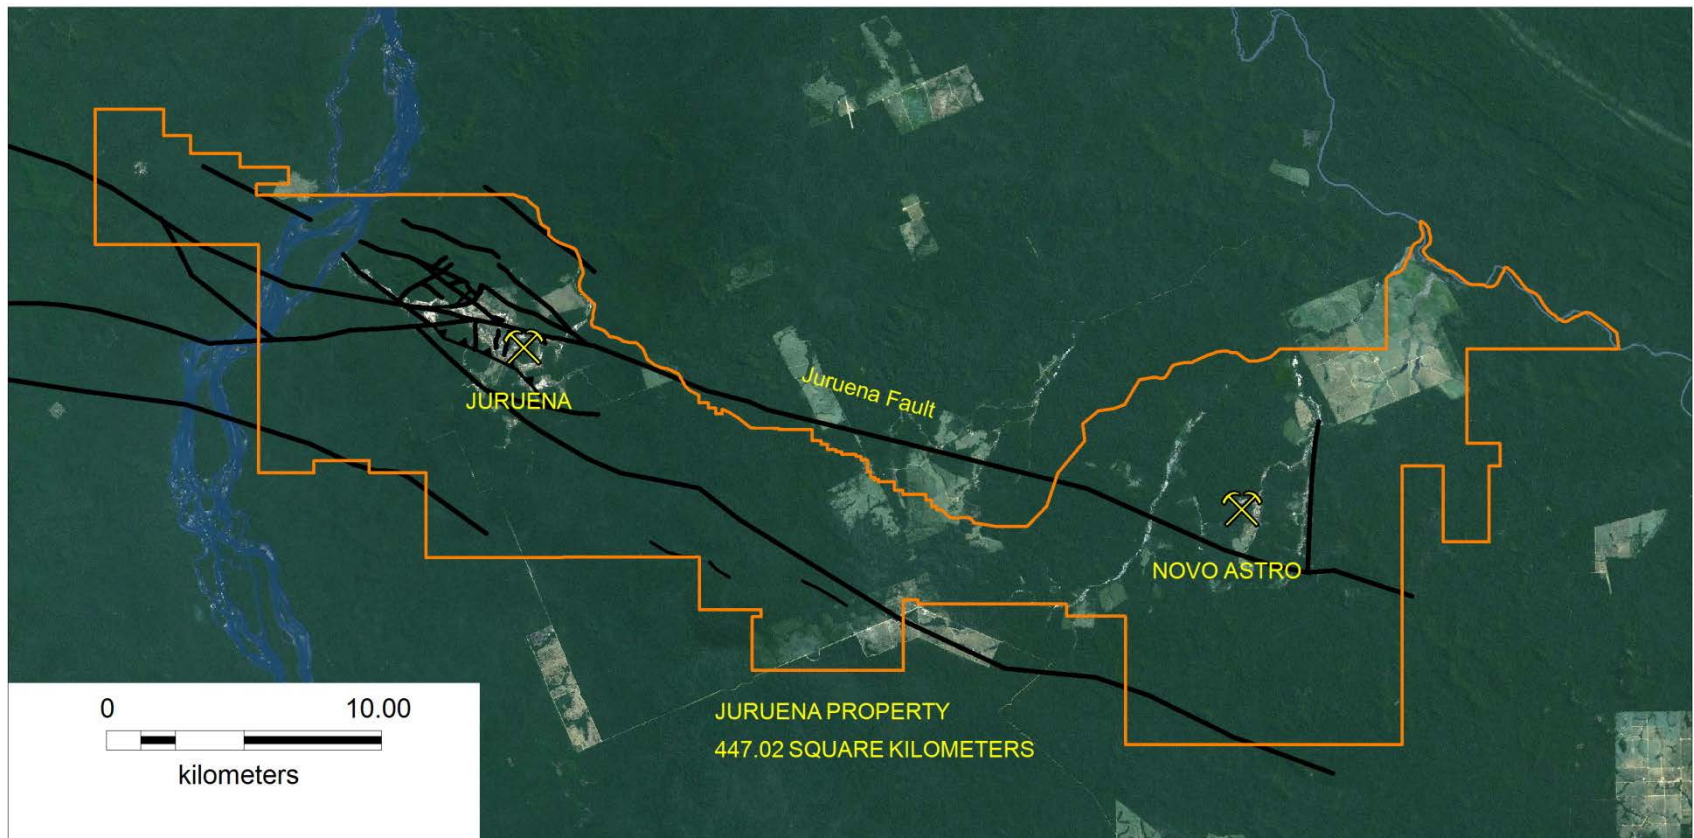 Juruena Fault
JURUENA
NOVO ASTRO
0 10.00
kilometers
JURUENA PROPERTY
447.02 SQUARE KILOMETERS